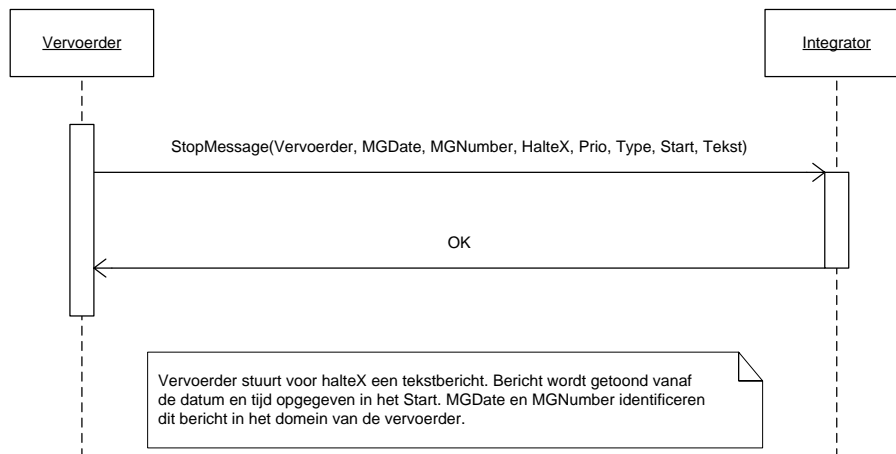 Vervoerder
Integrator
StopMessage(Vervoerder, MGDate, MGNumber, HalteX, Prio, Type, Start, Tekst)
OK
Vervoerder stuurt voor halteX een tekstbericht. Bericht wordt getoond vanaf
de datum en tijd opgegeven in het Start. MGDate en MGNumber identificeren
dit bericht in het domein van de vervoerder.